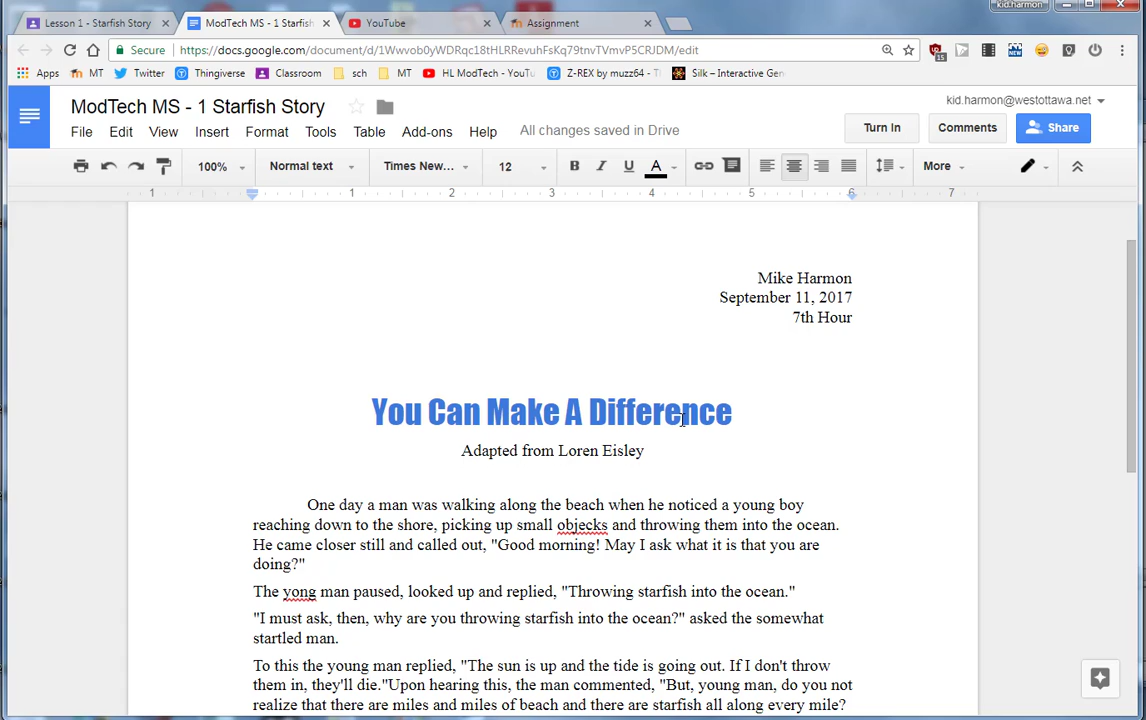 kid.harmon
Lesson 1 - Starfish Story
ModTech MS - 1 Starfish
YouTube
Assignment
Secure
https://docs.google.com/document/d/1Wwvob0yWDRqc18tHLRRevuhFsKq79tnvTVmvP5CRJDM/edit
15
Apps
MT
Twitter
Thingiverse
Classroom
sch
MT
HL ModTech - YouTu
Z-REX by muzz64 - T
Silk – Interactive Gen
ModTech MS - 1 Starfish Story
kid.harmon@westottawa.net
File Edit View Insert Format Tools Table Add-ons Help All changes saved in Drive
Turn In
Comments
Share
100% Normal text Times New... 12 B I U A More
1 1 2 3 4 5 6 7
Mike Harmon
September 11, 2017
7th Hour
You Can Make A Difference
Adapted from Loren Eisley
One day a man was walking along the beach when he noticed a young boy
reaching down to the shore, picking up small objecks and throwing them into the ocean.
He came closer still and called out, "Good morning! May I ask what it is that you are
doing?"
The yong man paused, looked up and replied, "Throwing starfish into the ocean."
"I must ask, then, why are you throwing starfish into the ocean?" asked the somewhat
startled man.
To this the young man replied, "The sun is up and the tide is going out. If I don't throw
them in, they'll die."Upon hearing this, the man commented, "But, young man, do you not
realize that there are miles and miles of beach and there are starfish all along every mile?